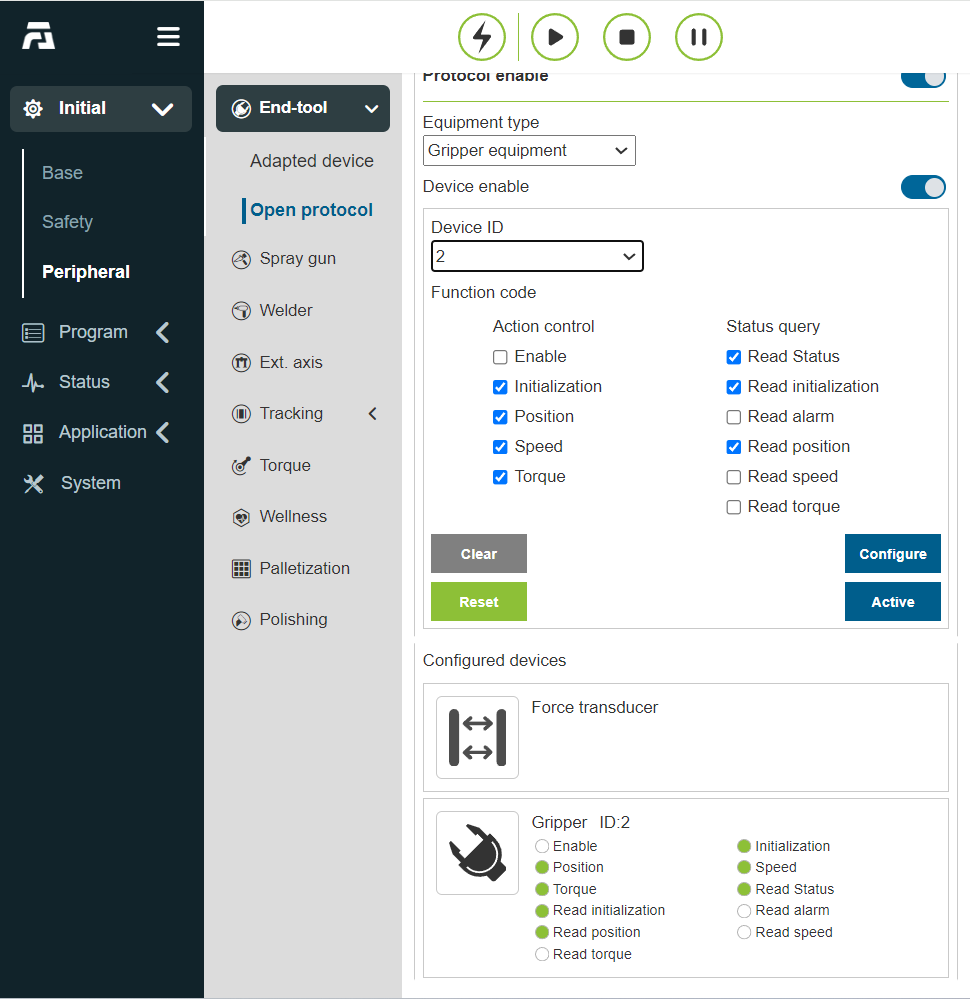 Initial
Base
Safety
Peripheral
Program
Status
Application
System
End-tool
Adapted device
Open protocol
Spray gun
Welder
Ext. axis
Tracking
Torque
Wellness
Palletization
Polishing
Protocol enable
Equipment type
Gripper equipment
Device enable
Device ID
2
Function code
Action control
Enable
Initialization
Position
Speed
Torque
Status query
Read Status
Read initialization
Read alarm
Read position
Read speed
Read torque
Clear
Configure
Reset
Active
Configured devices
Force transducer
Gripper ID:2
Enable
Initialization
Position
Speed
Torque
Read Status
Read initialization
Read alarm
Read position
Read speed
Read torque